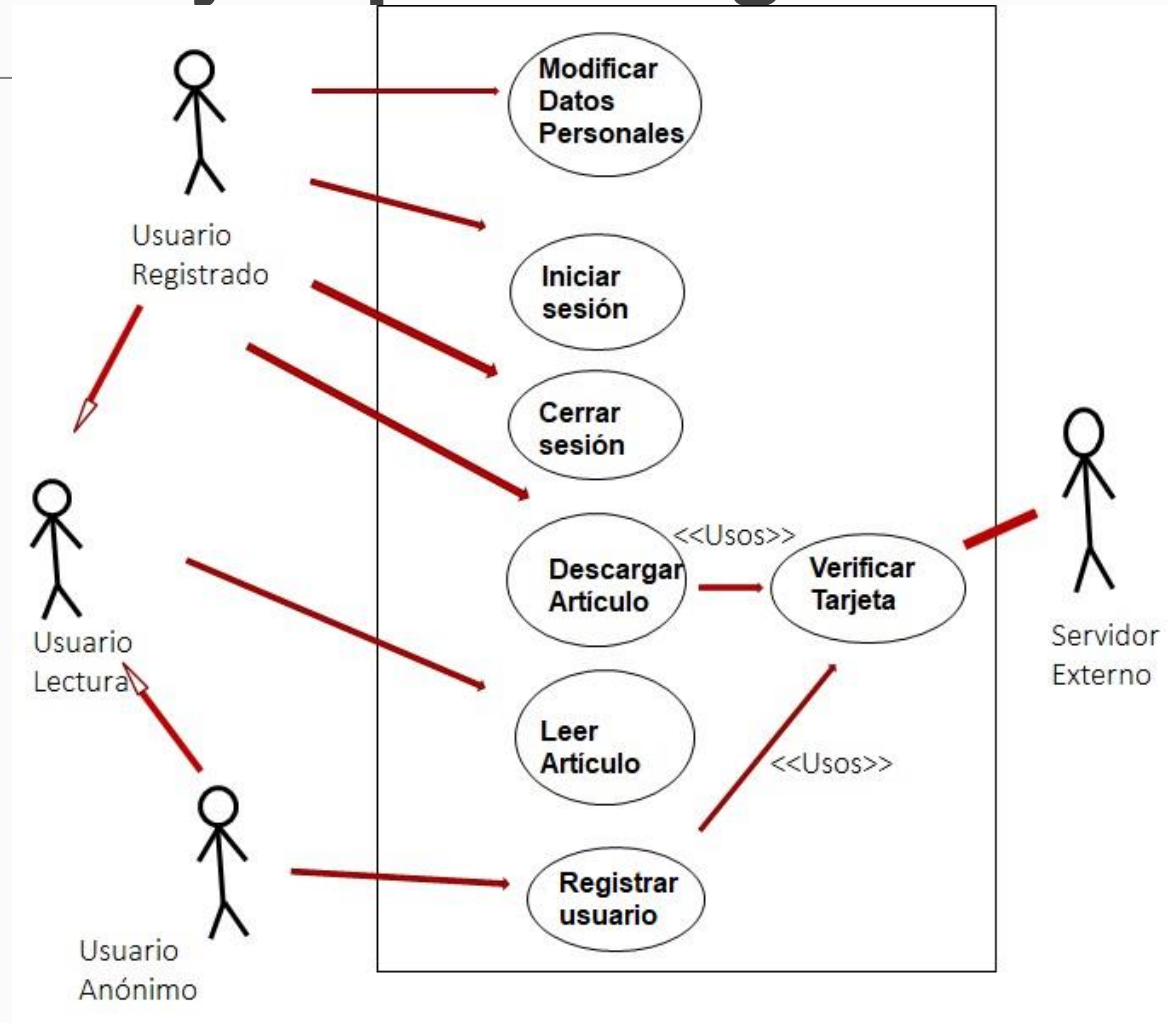 Modificar
Datos
Personales
Usuario
Registrado
Iniciar
sesión
Cerrar
sesión
<<Usos>>
Descargar
Artículo
Verificar
Tarjeta
Usuario
Lectura
Servidor
Externo
Leer
Artículo
<<Usos>>
Registrar
usuario
Usuario
Anónimo